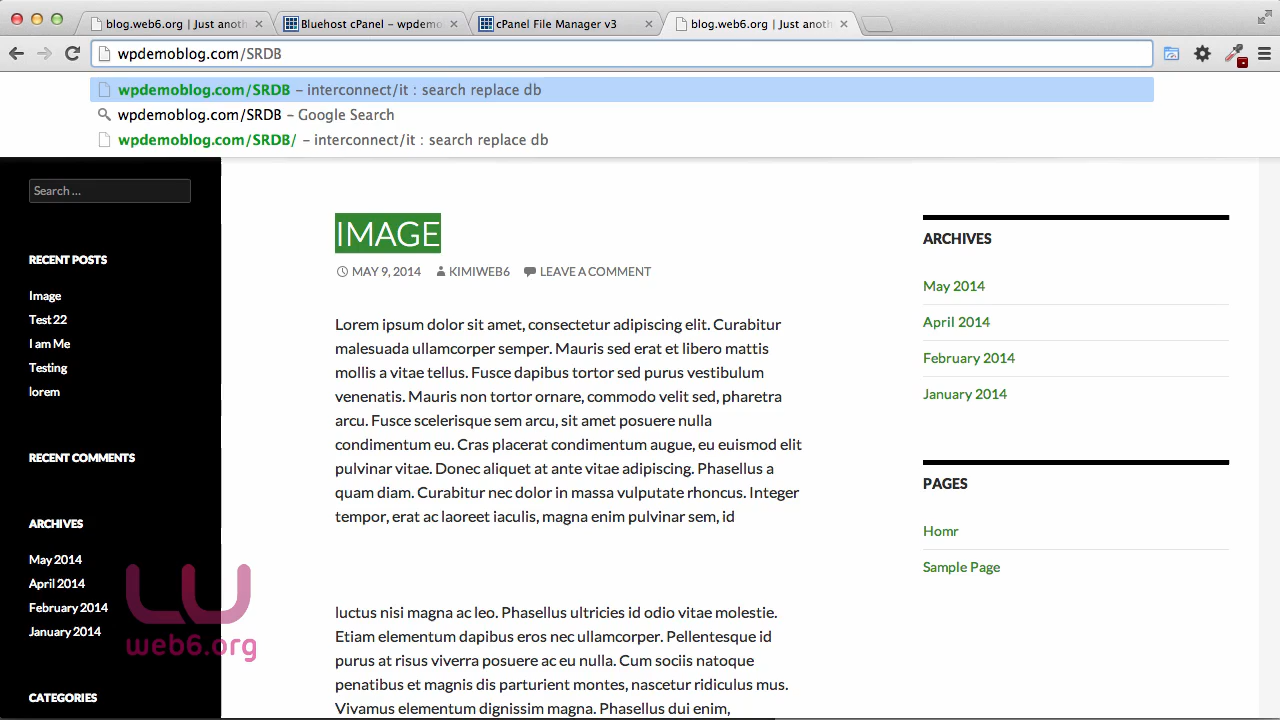 blog.web6.org | Just anoth
Bluehost cPanel – wpdemo
cPanel File Manager v3
blog.web6.org | Just anoth
wpdemoblog.com/SRDB
wpdemoblog.com/SRDB – interconnect/it : search replace db
wpdemoblog.com/SRDB – Google Search
wpdemoblog.com/SRDB/ – interconnect/it : search replace db
Search ...
RECENT POSTS
Image
Test 22
I am Me
Testing
lorem
RECENT COMMENTS
ARCHIVES
May 2014
April 2014
February 2014
January 2014
CATEGORIES
web6.org
IMAGE
MAY 9, 2014 KIMIWEB6 LEAVE A COMMENT
Lorem ipsum dolor sit amet, consectetur adipiscing elit. Curabitur
malesuada ullamcorper semper. Mauris sed erat et libero mattis
mollis a vitae tellus. Fusce dapibus tortor sed purus vestibulum
venenatis. Mauris non tortor ornare, commodo velit sed, pharetra
arcu. Fusce scelerisque sem arcu, sit amet posuere nulla
condimentum eu. Cras placerat condimentum augue, eu euismod elit
pulvinar vitae. Donec aliquet at ante vitae adipiscing. Phasellus a
quam diam. Curabitur nec dolor in massa vulputate rhoncus. Integer
tempor, erat ac laoreet iaculis, magna enim pulvinar sem, id
luctus nisi magna ac leo. Phasellus ultricies id odio vitae molestie.
Etiam elementum dapibus eros nec ullamcorper. Pellentesque id
purus at risus viverra posuere ac eu nulla. Cum sociis natoque
penatibus et magnis dis parturient montes, nascetur ridiculus mus.
Vivamus elementum dignissim magna. Phasellus dui enim,
ARCHIVES
May 2014
April 2014
February 2014
January 2014
PAGES
Homr
Sample Page